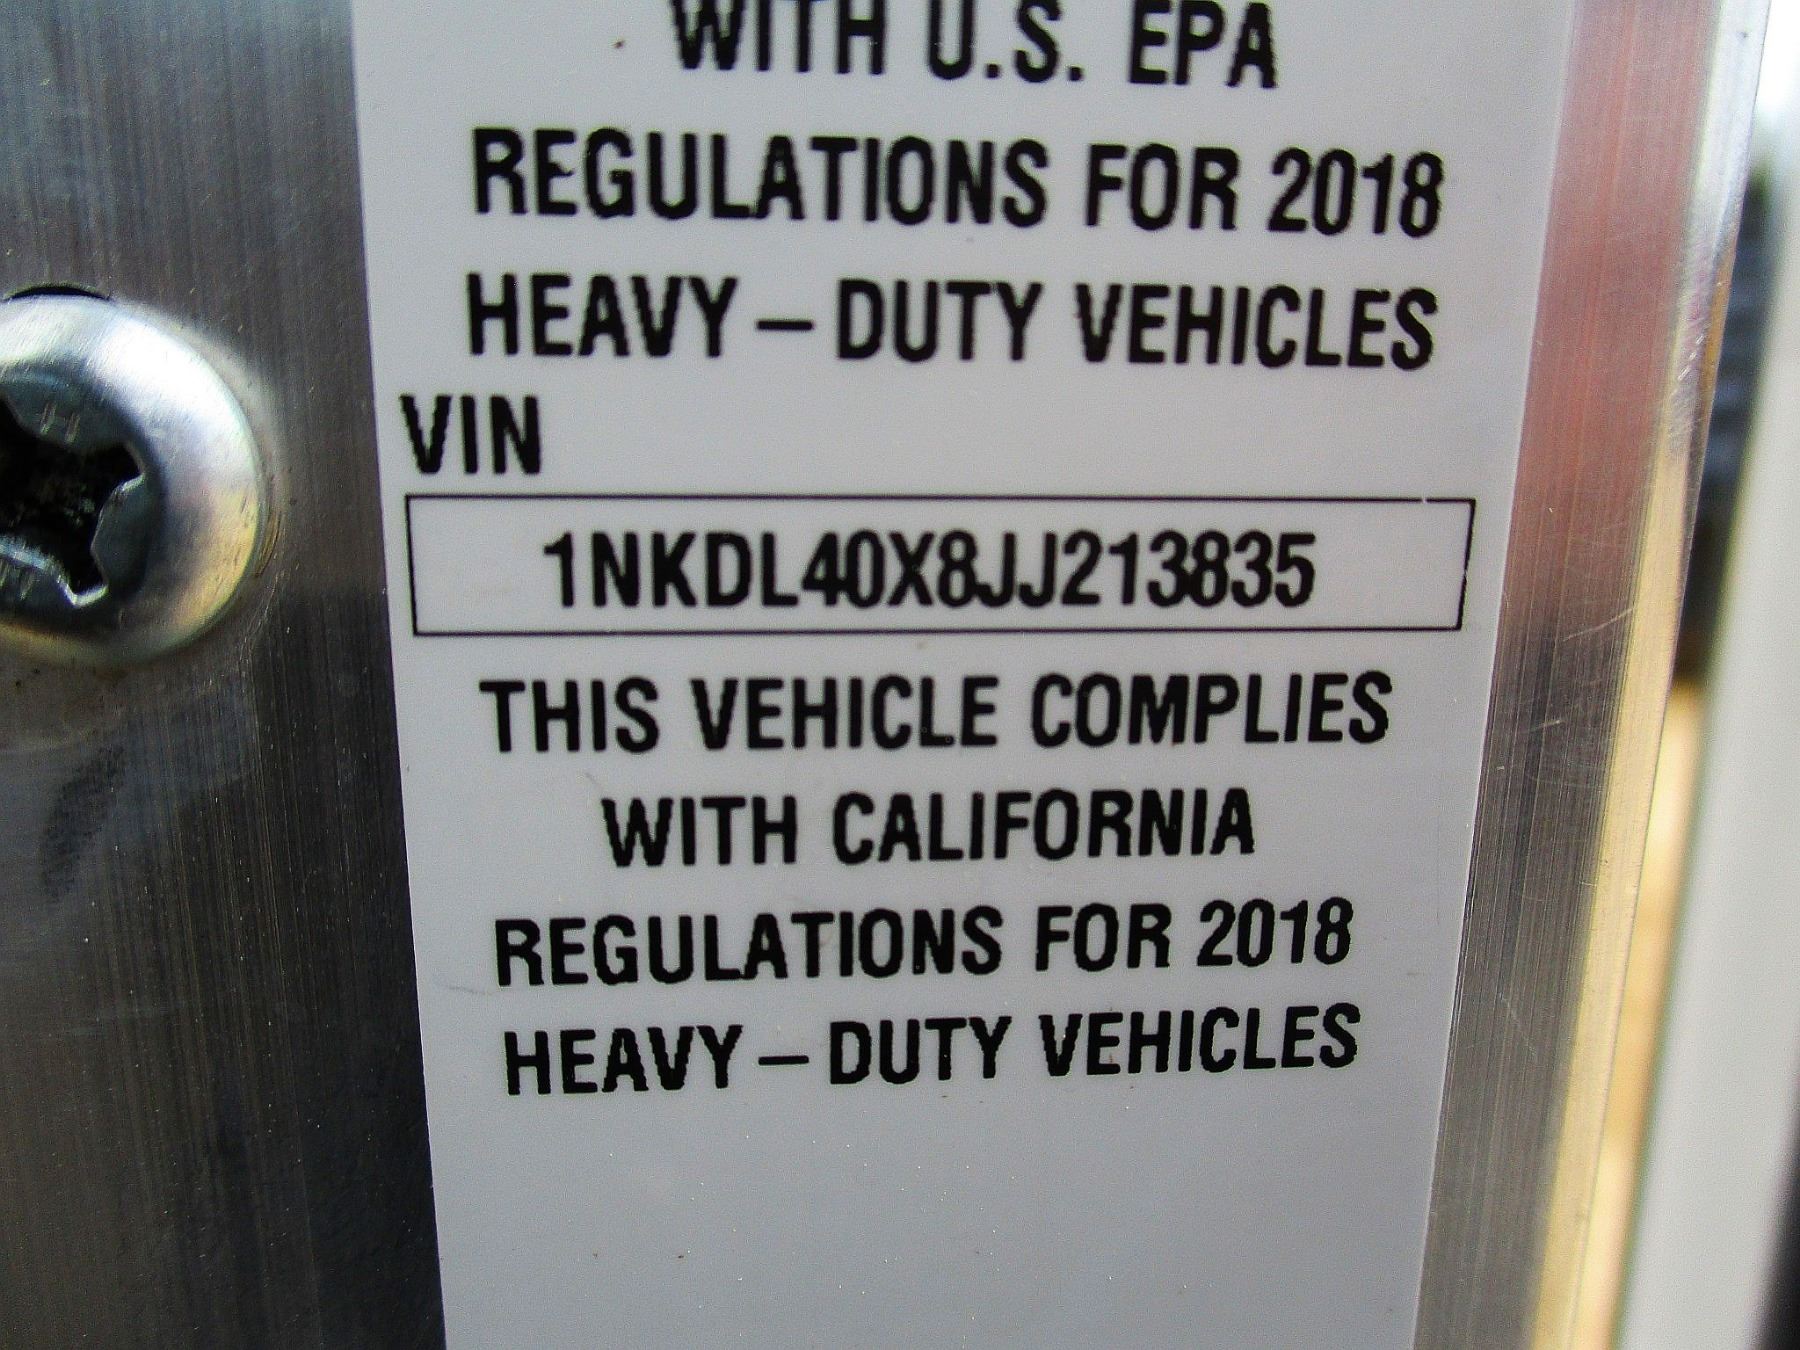 WITH U.S. EPA
REGULATIONS FOR 2018
HEAVY – DUTY VEHICLES
VIN
1NKDL40X8JJ213835
THIS VEHICLE COMPLIES
WITH CALIFORNIA
REGULATIONS FOR 2018
HEAVY – DUTY VEHICLES